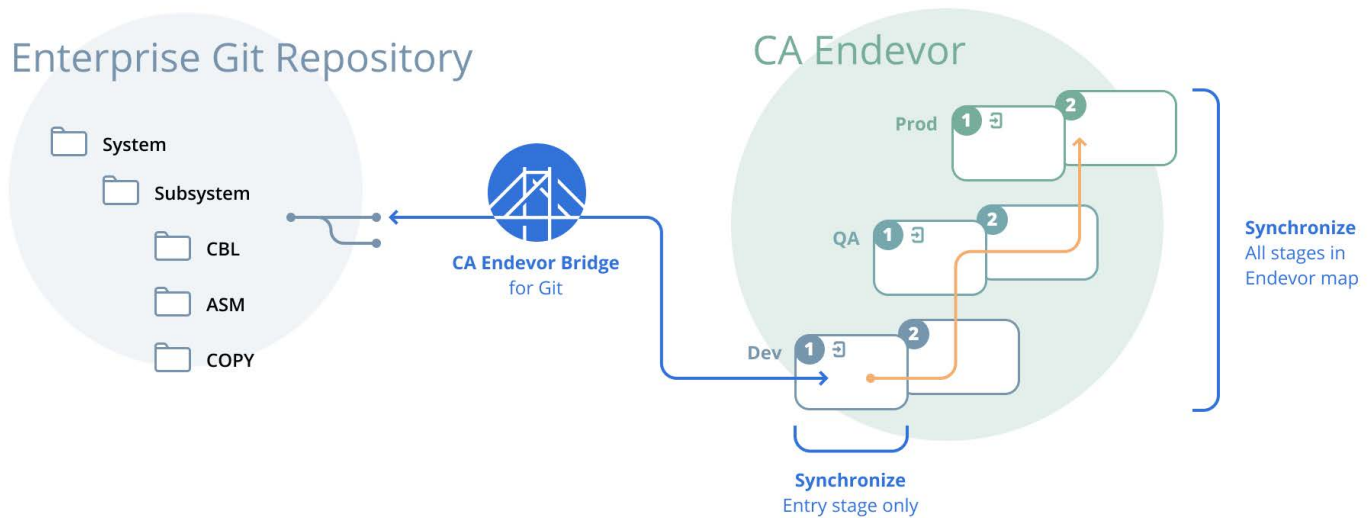 Enterprise Git Repository
System
Subsystem
CBL
ASM
COPY
CA Endevor Bridge
for Git
CA Endevor
Prod
1
2
QA
1
2
Dev
1
2
Synchronize
All stages in
Endevor map
Synchronize
Entry stage only